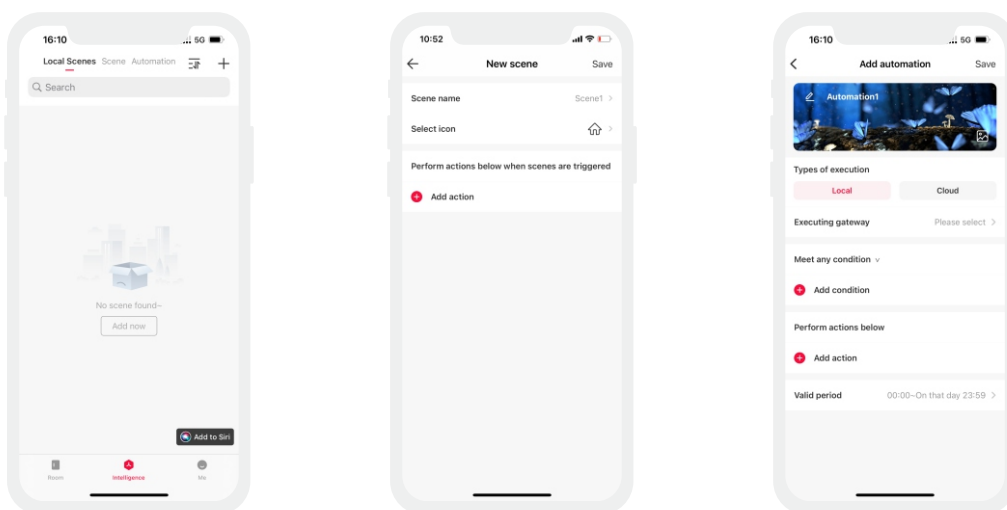 16:10
5G
Local Scenes Scene Automation
Search
No scene found~
Add now
Add to Siri
Room Intelligence Me
10:52
New scene Save
Scene name Scene1 >
Select icon >
Perform actions below when scenes are triggered
Add action
16:10
5G
Add automation Save
Automation1
Types of execution
Local Cloud
Executing gateway Please select >
Meet any condition
Add condition
Perform actions below
Add action
Valid period 00:00~On that day 23:59 >